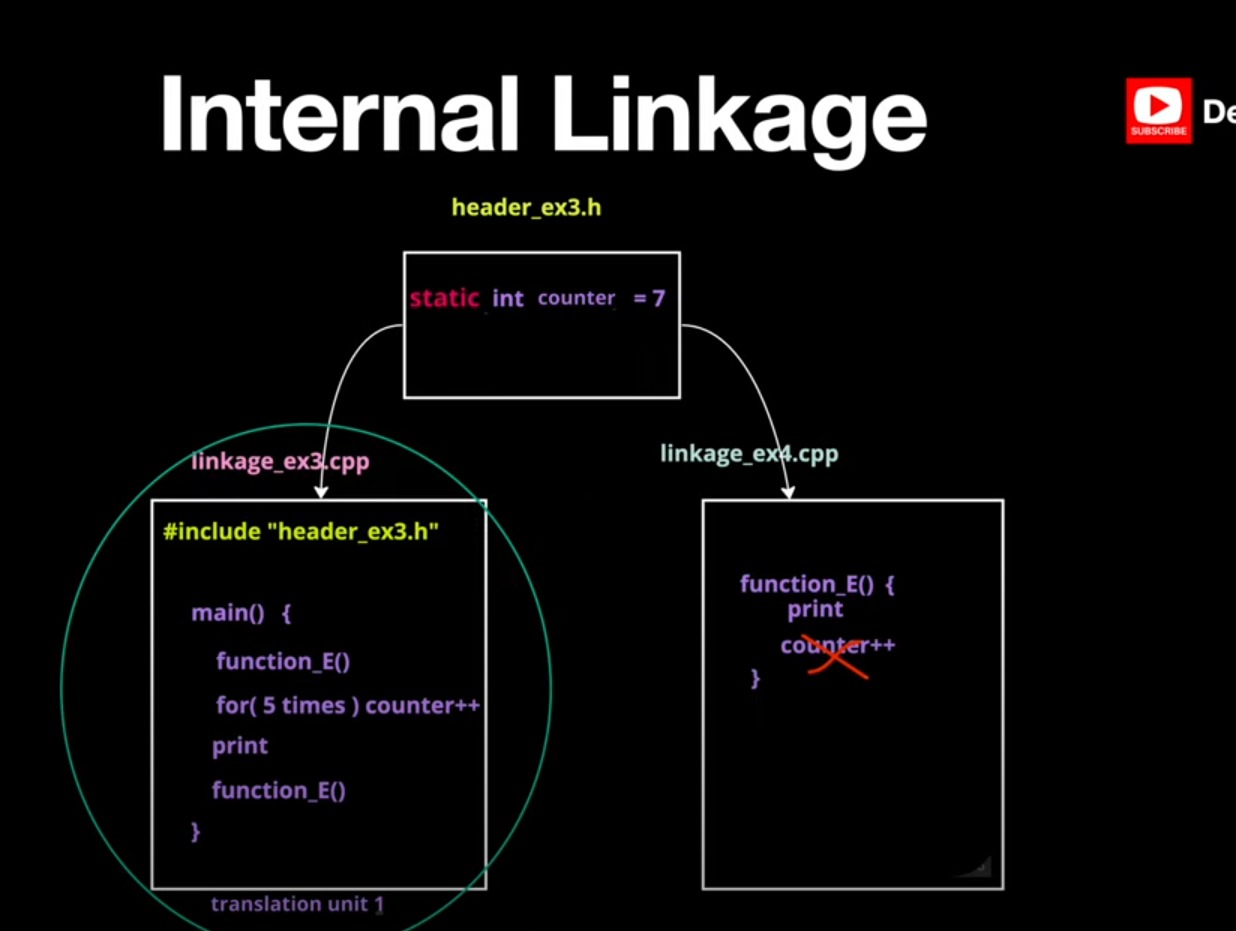 Internal Linkage
SUBSCRIBE
De
header_ex3.h
static int counter = 7
linkage_ex3.cpp
#include "header_ex3.h"
main() {
function_E()
for( 5 times ) counter++
print
function_E()
}
translation unit 1
linkage_ex4.cpp
function_E() {
print
counter++
}